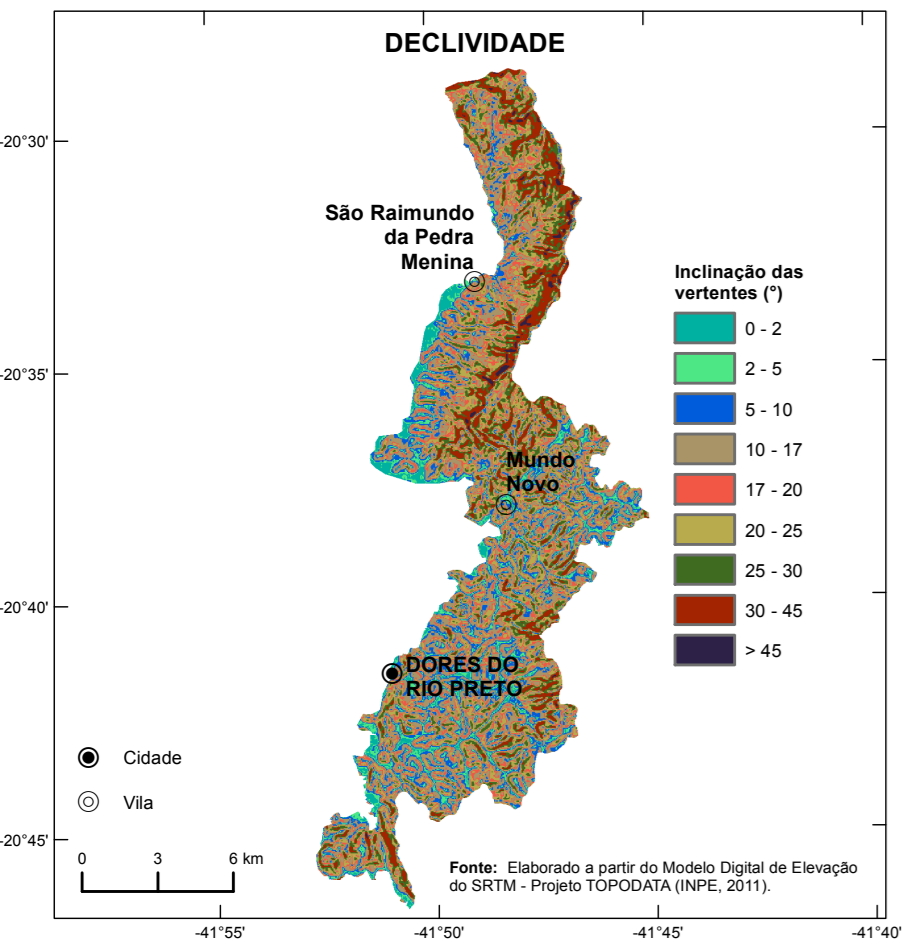 DECLIVIDADE
-20°30'
São Raimundo
da Pedra
Menina
Inclinação das
vertentes (°)
0 - 2
2 - 5
-20°35'
5 - 10
10 - 17
Mundo
Novo
17 - 20
20 - 25
25 - 30
-20°40'
30 - 45
> 45
DORES DO
RIO PRETO
Cidade
Vila
-20°45'
0 3 6 km
Fonte: Elaborado a partir do Modelo Digital de Elevação
do SRTM - Projeto TOPODATA (INPE, 2011).
-41°55' -41°50' -41°45' -41°40'